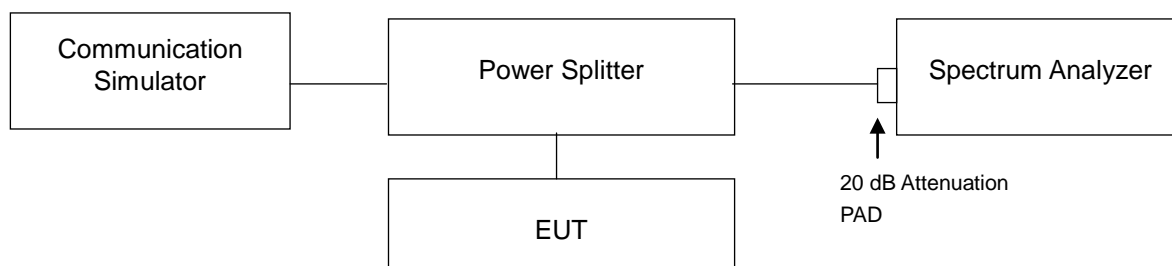 Communication
Simulator
Power Splitter
Spectrum Analyzer
20 dB Attenuation
PAD
EUT